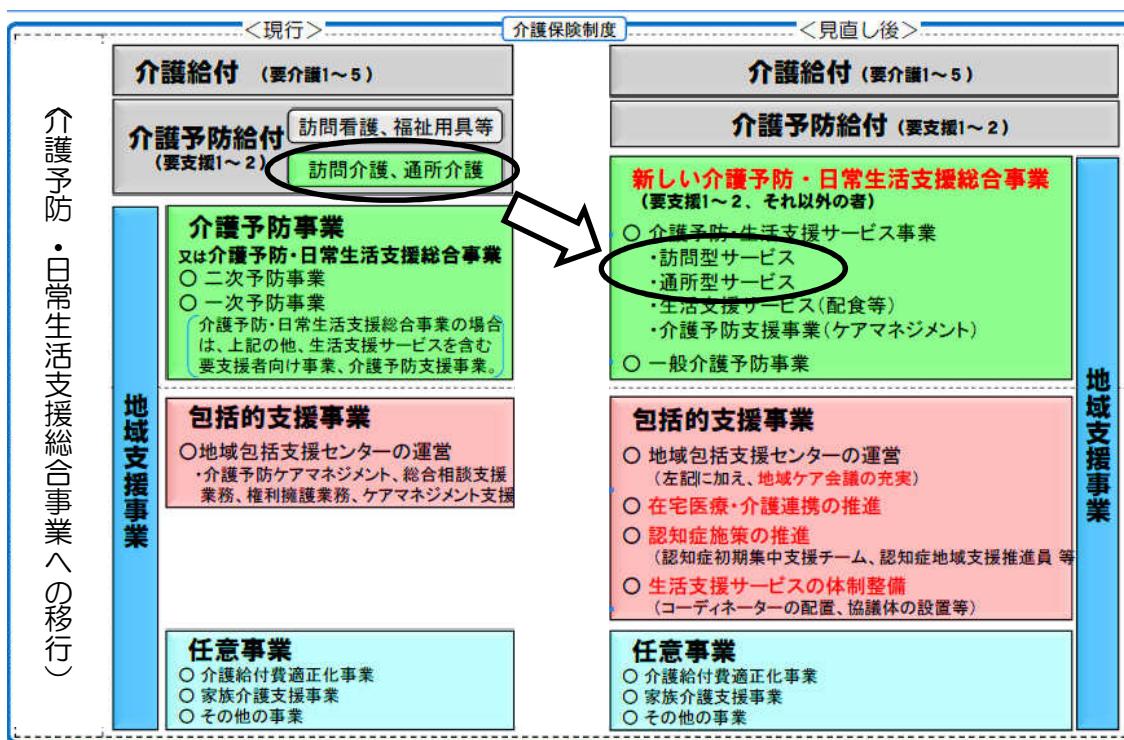 介護保険制度
(介護予防・日常生活支援総合事業への移行)
<現行>
介護給付 (要介護1~5)
介護予防給付
(要支援1~2)
訪問看護、福祉用具等
訪問介護、通所介護
地域支援事業
介護予防事業
又は介護予防・日常生活支援総合事業
○ 二次予防事業
○ 一次予防事業
介護予防・日常生活支援総合事業の場合
は、上記の他、生活支援サービスを含む
要支援者向け事業、介護予防支援事業。
包括的支援事業
○地域包括支援センターの運営
・介護予防ケアマネジメント、総合相談支援
業務、権利擁護業務、ケアマネジメント支援
任意事業
○ 介護給付費適正化事業
○ 家族介護支援事業
○ その他の事業
<見直し後>
介護給付 (要介護1~5)
介護予防給付 (要支援1~2)
新しい介護予防・日常生活支援総合事業
(要支援1~2、それ以外の者)
○ 介護予防・生活支援サービス事業
・訪問型サービス
・通所型サービス
・生活支援サービス(配食等)
・介護予防支援事業(ケアマネジメント)
○ 一般介護予防事業
包括的支援事業
○ 地域包括支援センターの運営
(左記に加え、地域ケア会議の充実)
○ 在宅医療・介護連携の推進
○ 認知症施策の推進
(認知症初期集中支援チーム、認知症地域支援推進員 等
○ 生活支援サービスの体制整備
(コーディネーターの配置、協議体の設置等)
任意事業
○ 介護給付費適正化事業
○ 家族介護支援事業
○ その他の事業
地域支援事業